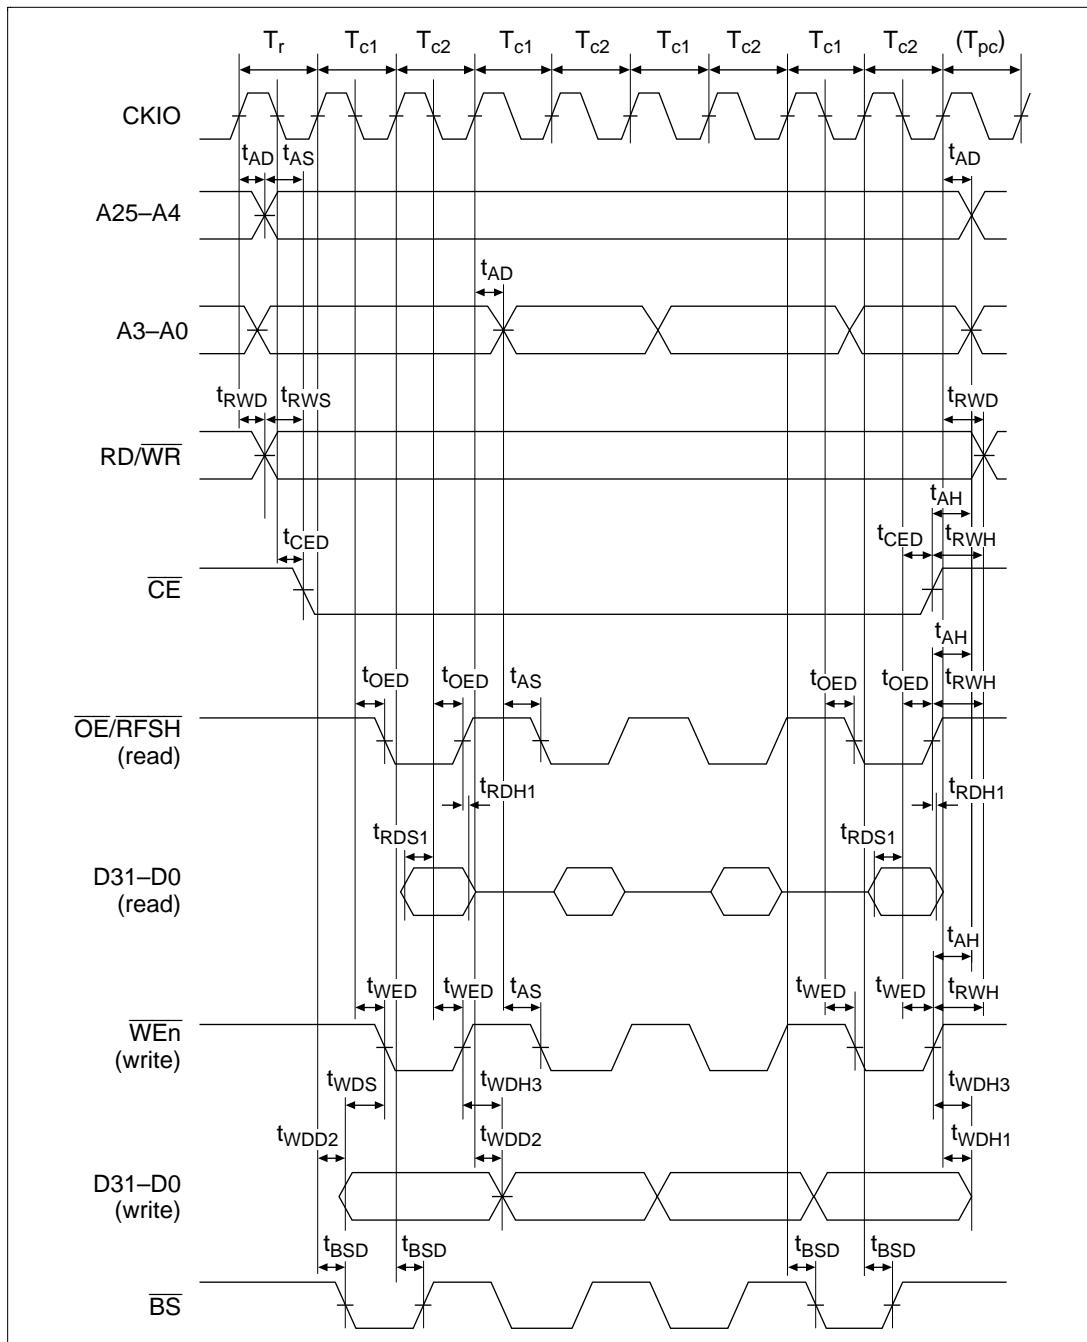 Tr Tc1 Tc2 Tc1 Tc2 Tc1 Tc2 Tc1 Tc2 (Tpc)
CKIO
tAD tAS tAD
A25–A4
tAD
A3–A0
tRWD tRWS tRWD
RD/WR
tAH
tCED tCED tRWH
CE
tAH
tOED tOED tAS tOED tOED tRWH
OE/RFSH
(read)
tRDH1 tRDH1
tRDS1 tRDS1
D31–D0
(read)
tAH
tWED tWED tAS tWED tWED tRWH
WEn
(write)
tWDS tWDH3 tWDH3
tWDD2 tWDD2 tWDH1
D31–D0
(write)
tBSD tBSD tBSD tBSD
BS